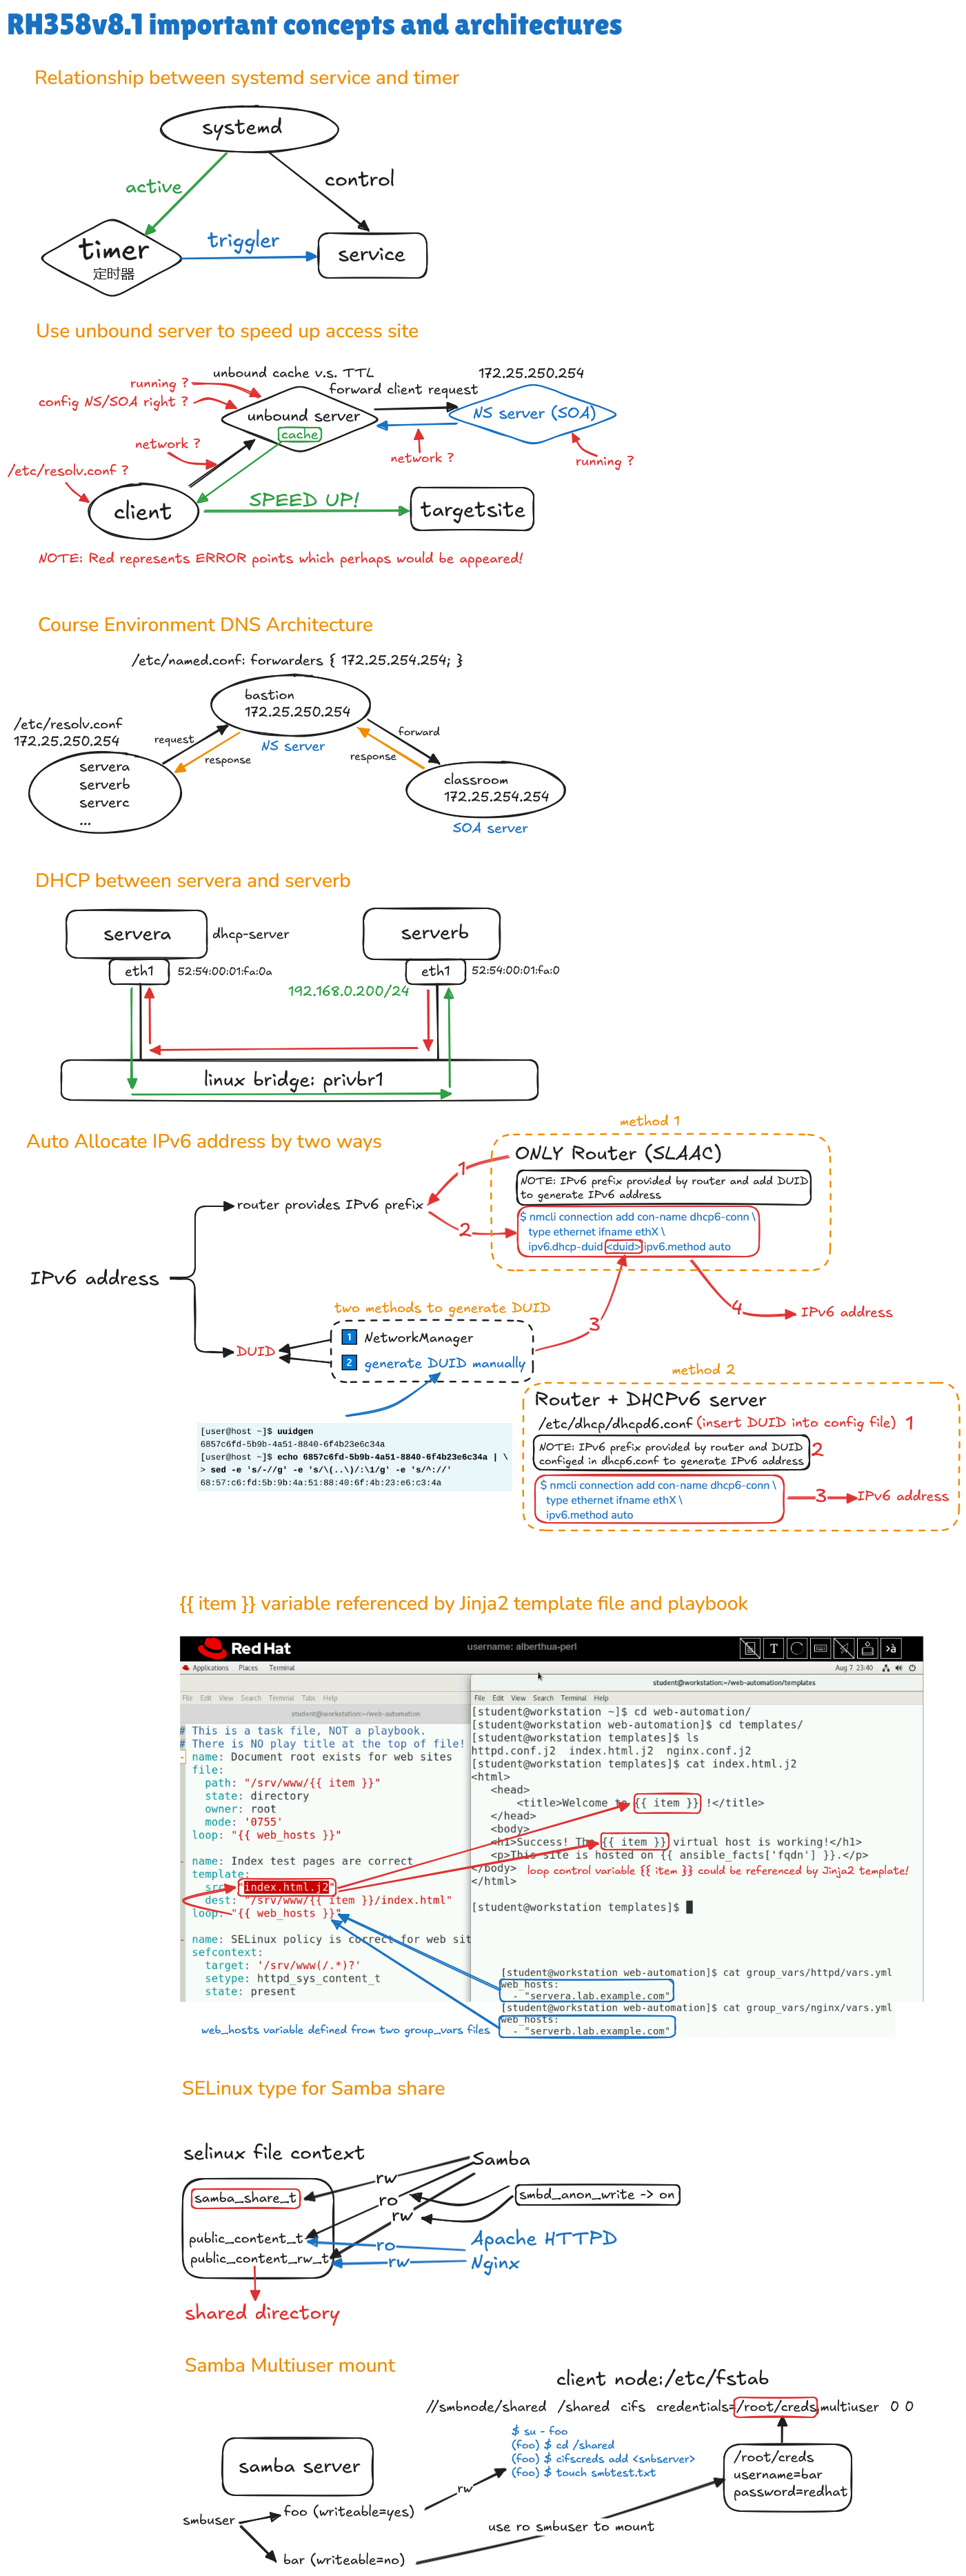 RH358v8.1 important concepts and architectures
Relationship between systemd service and timer
systemd
active
control
timer
定时器
triggler
service
Use unbound server to speed up access site
unbound cache v.s. TTL
172.25.250.254
running ?
forward client request
config NS/SOA right ?
unbound server
NS server (SOA)
cache
network ?
network ?
running ?
/etc/resolv.conf ?
client
SPEED UP!
targetsite
NOTE: Red represents ERROR points which perhaps would be appeared!
Course Environment DNS Architecture
/etc/named.conf: forwarders { 172.25.254.254; }
bastion
172.25.250.254
NS server
/etc/resolv.conf
172.25.250.254
request
response
forward
response
servera
serverb
serverc
...
classroom
172.25.254.254
SOA server
DHCP between servera and serverb
servera
dhcp-server
serverb
eth1
52:54:00:01:fa:0a
eth1
52:54:00:01:fa:0
192.168.0.200/24
linux bridge: privbr1
Auto Allocate IPv6 address by two ways
method 1
ONLY Router (SLAAC)
NOTE: IPv6 prefix provided by router and add DUID
to generate IPv6 address
1
router provides IPv6 prefix
2
$ nmcli connection add con-name dhcp6-conn \
type ethernet ifname ethX \
ipv6.dhcp-duid <duid> ipv6.method auto
IPv6 address
two methods to generate DUID
4
IPv6 address
3
1 NetworkManager
DUID
2 generate DUID manually
method 2
Router + DHCPv6 server
/etc/dhcp/dhcpd6.conf (insert DUID into config file) 1
NOTE: IPv6 prefix provided by router and DUID
configed in dhcp6.conf to generate IPv6 address
2
$ nmcli connection add con-name dhcp6-conn \
type ethernet ifname ethX \
ipv6.method auto
3
IPv6 address
[user@host ~]$ uuidgen
6857c6fd-5b9b-4a51-8840-6f4b23e6c34a
[user@host ~]$ echo 6857c6fd-5b9b-4a51-8840-6f4b23e6c34a | \
> sed -e 's/-//g' -e 's/\(..\)/:\1/g' -e 's/^://'
68:57:c6:fd:5b:9b:4a:51:88:40:6f:4b:23:e6:c3:4a
{{ item }} variable referenced by Jinja2 template file and playbook
Red Hat
username: alberthua-perl
Applications Places Terminal
Aug 7 23:40
student@workstation:~/web-automation/templates
File Edit View Search Terminal Tabs Help
File Edit View Search Terminal Help
student@workstation:~/web-automation
# This is a task file, NOT a playbook.
# There is NO play title at the top of file!
- name: Document root exists for web sites
file:
path: "/srv/www/{{ item }}"
state: directory
owner: root
mode: '0755'
loop: "{{ web_hosts }}"
- name: Index test pages are correct
template:
src: "index.html.j2"
dest: "/srv/www/{{ item }}/index.html"
loop: "{{ web_hosts }}"
- name: SELinux policy is correct for web sit
sefcontext:
target: '/srv/www(/.*)?'
setype: httpd_sys_content_t
state: present
[student@workstation ~]$ cd web-automation/
[student@workstation web-automation]$ cd templates/
[student@workstation templates]$ ls
httpd.conf.j2 index.html.j2 nginx.conf.j2
[student@workstation templates]$ cat index.html.j2
<html>
<head>
<title>Welcome to {{ item }} !</title>
</head>
<body>
<h1>Success! The {{ item }} virtual host is working!</h1>
<p>This site is hosted on {{ ansible_facts['fqdn'] }}.</p>
</body>
loop control variable {{ item }} could be referenced by Jinja2 template!
</html>
[student@workstation templates]$
[student@workstation web-automation]$ cat group_vars/httpd/vars.yml
web_hosts:
- "servera.lab.example.com"
[student@workstation web-automation]$ cat group_vars/nginx/vars.yml
web_hosts:
- "serverb.lab.example.com"
web_hosts variable defined from two group_vars files
SELinux type for Samba share
selinux file context
Samba
rw
samba_share_t
ro
smbd_anon_write -> on
rw
public_content_t
Apache HTTPD
ro
public_content_rw_t
rw
Nginx
shared directory
Samba Multiuser mount
client node:/etc/fstab
//smbnode/shared /shared cifs credentials=/root/creds,multiuser 0 0
$ su - foo
(foo) $ cd /shared
(foo) $ cifscreds add <snbserver>
(foo) $ touch smbtest.txt
samba server
/root/creds
username=bar
password=redhat
rw
smbuser
foo (writeable=yes)
use ro smbuser to mount
bar (writeable=no)